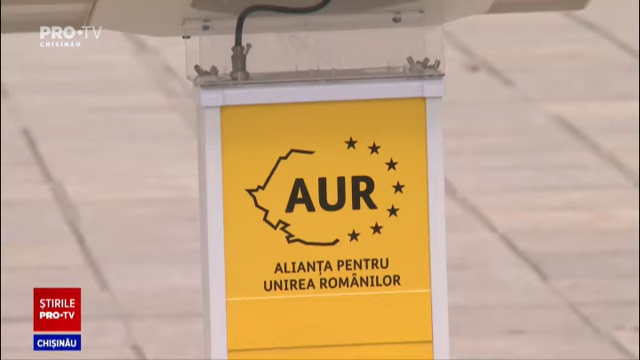 PRO•TV
CHIȘINĂU
AUR
ALIANȚA PENTRU
UNIREA ROMÂNILOR
ȘTIRILE
PRO•TV
CHIȘINĂU